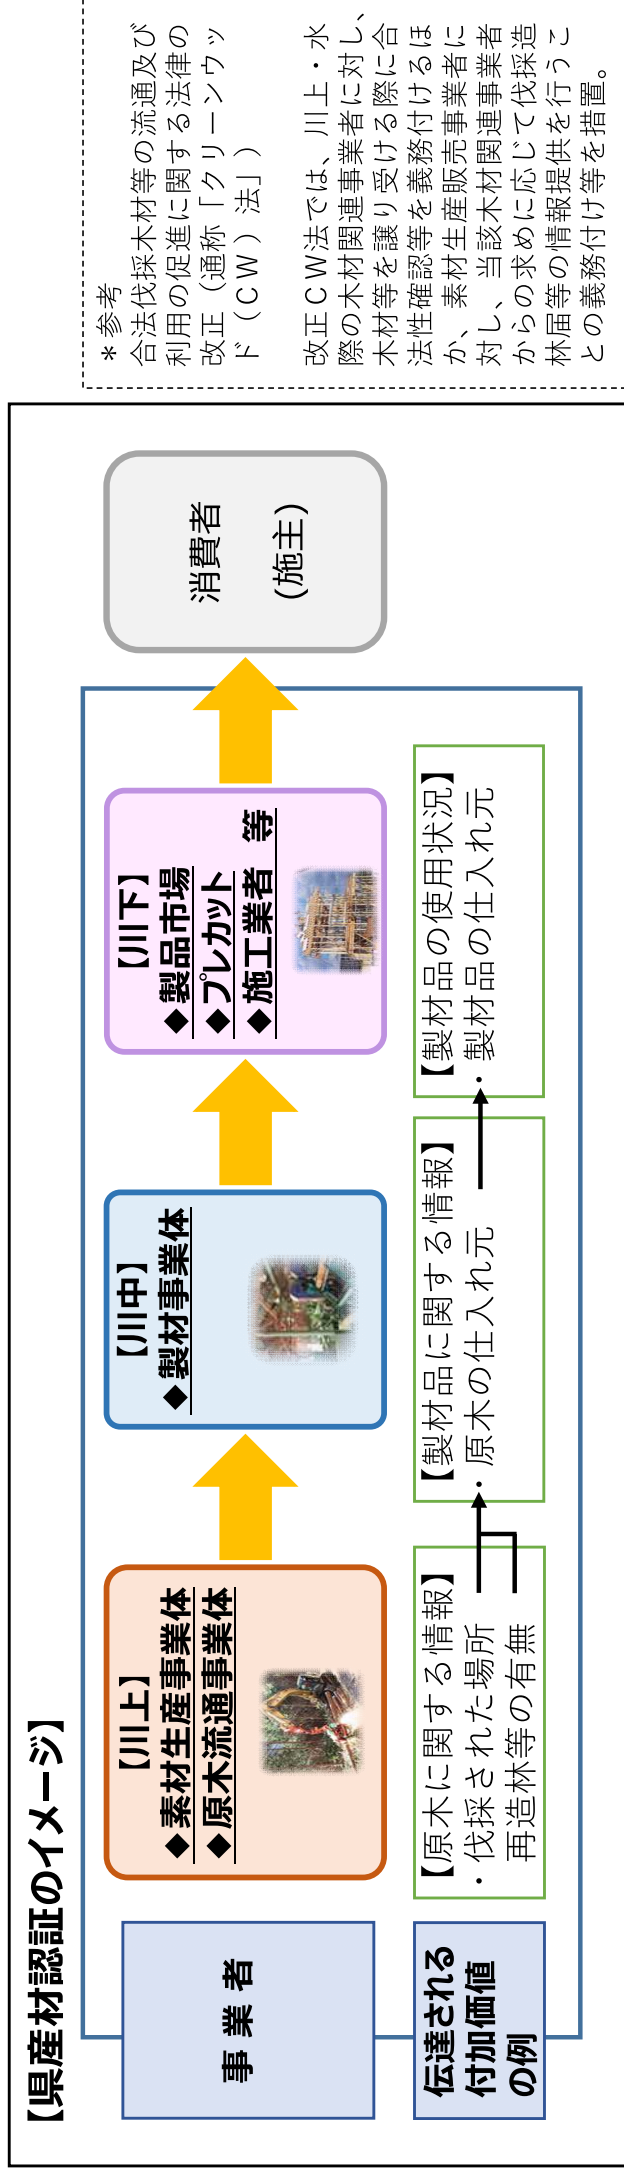 【県産材認証のイメージ】
事業者
【川上】
◆素材生産事業体
◆原木流通事業体
【川中】
◆製材事業体
【川下】
◆製品市場
◆プレカット
◆施工業者　等
消費者
(施主)
伝達される
付加価値
の例
【原木に関する情報】
・伐採された場所
再造林等の有無
【製材品に関する情報】
・原木の仕入れ元
【製材品の使用状況】
・製材品の仕入れ元
＊参考
合法伐採木材等の流通及び
利用の促進に関する法律の
改正（通称「クリーンウッ
ド（ＣＷ）法」）
改正ＣＷ法では、川上・水
際の木材関連事業者に対し、
木材等を譲り受ける際に合
法性確認等を義務付けるほ
か、素材生産販売事業者に
対し、当該木材関連事業者
からの求めに応じて伐採造
林届等の情報提供を行うこ
との義務付け等を措置。